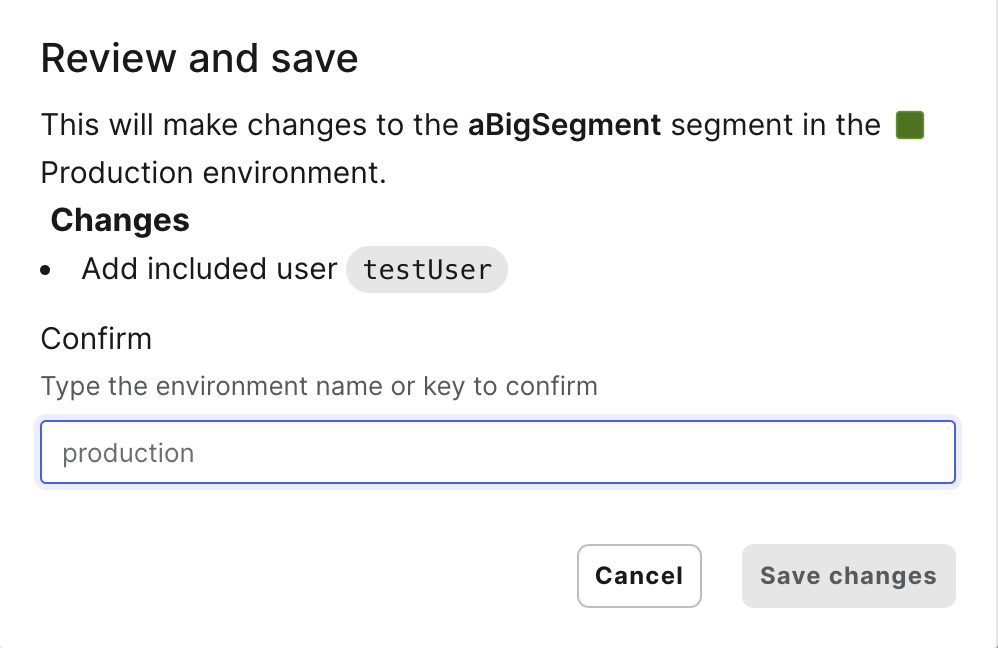 Review and save
This will make changes to the aBigSegment segment in the
Production environment.
Changes
• Add included user testUser
Confirm
Type the environment name or key to confirm
production
Cancel Save changes